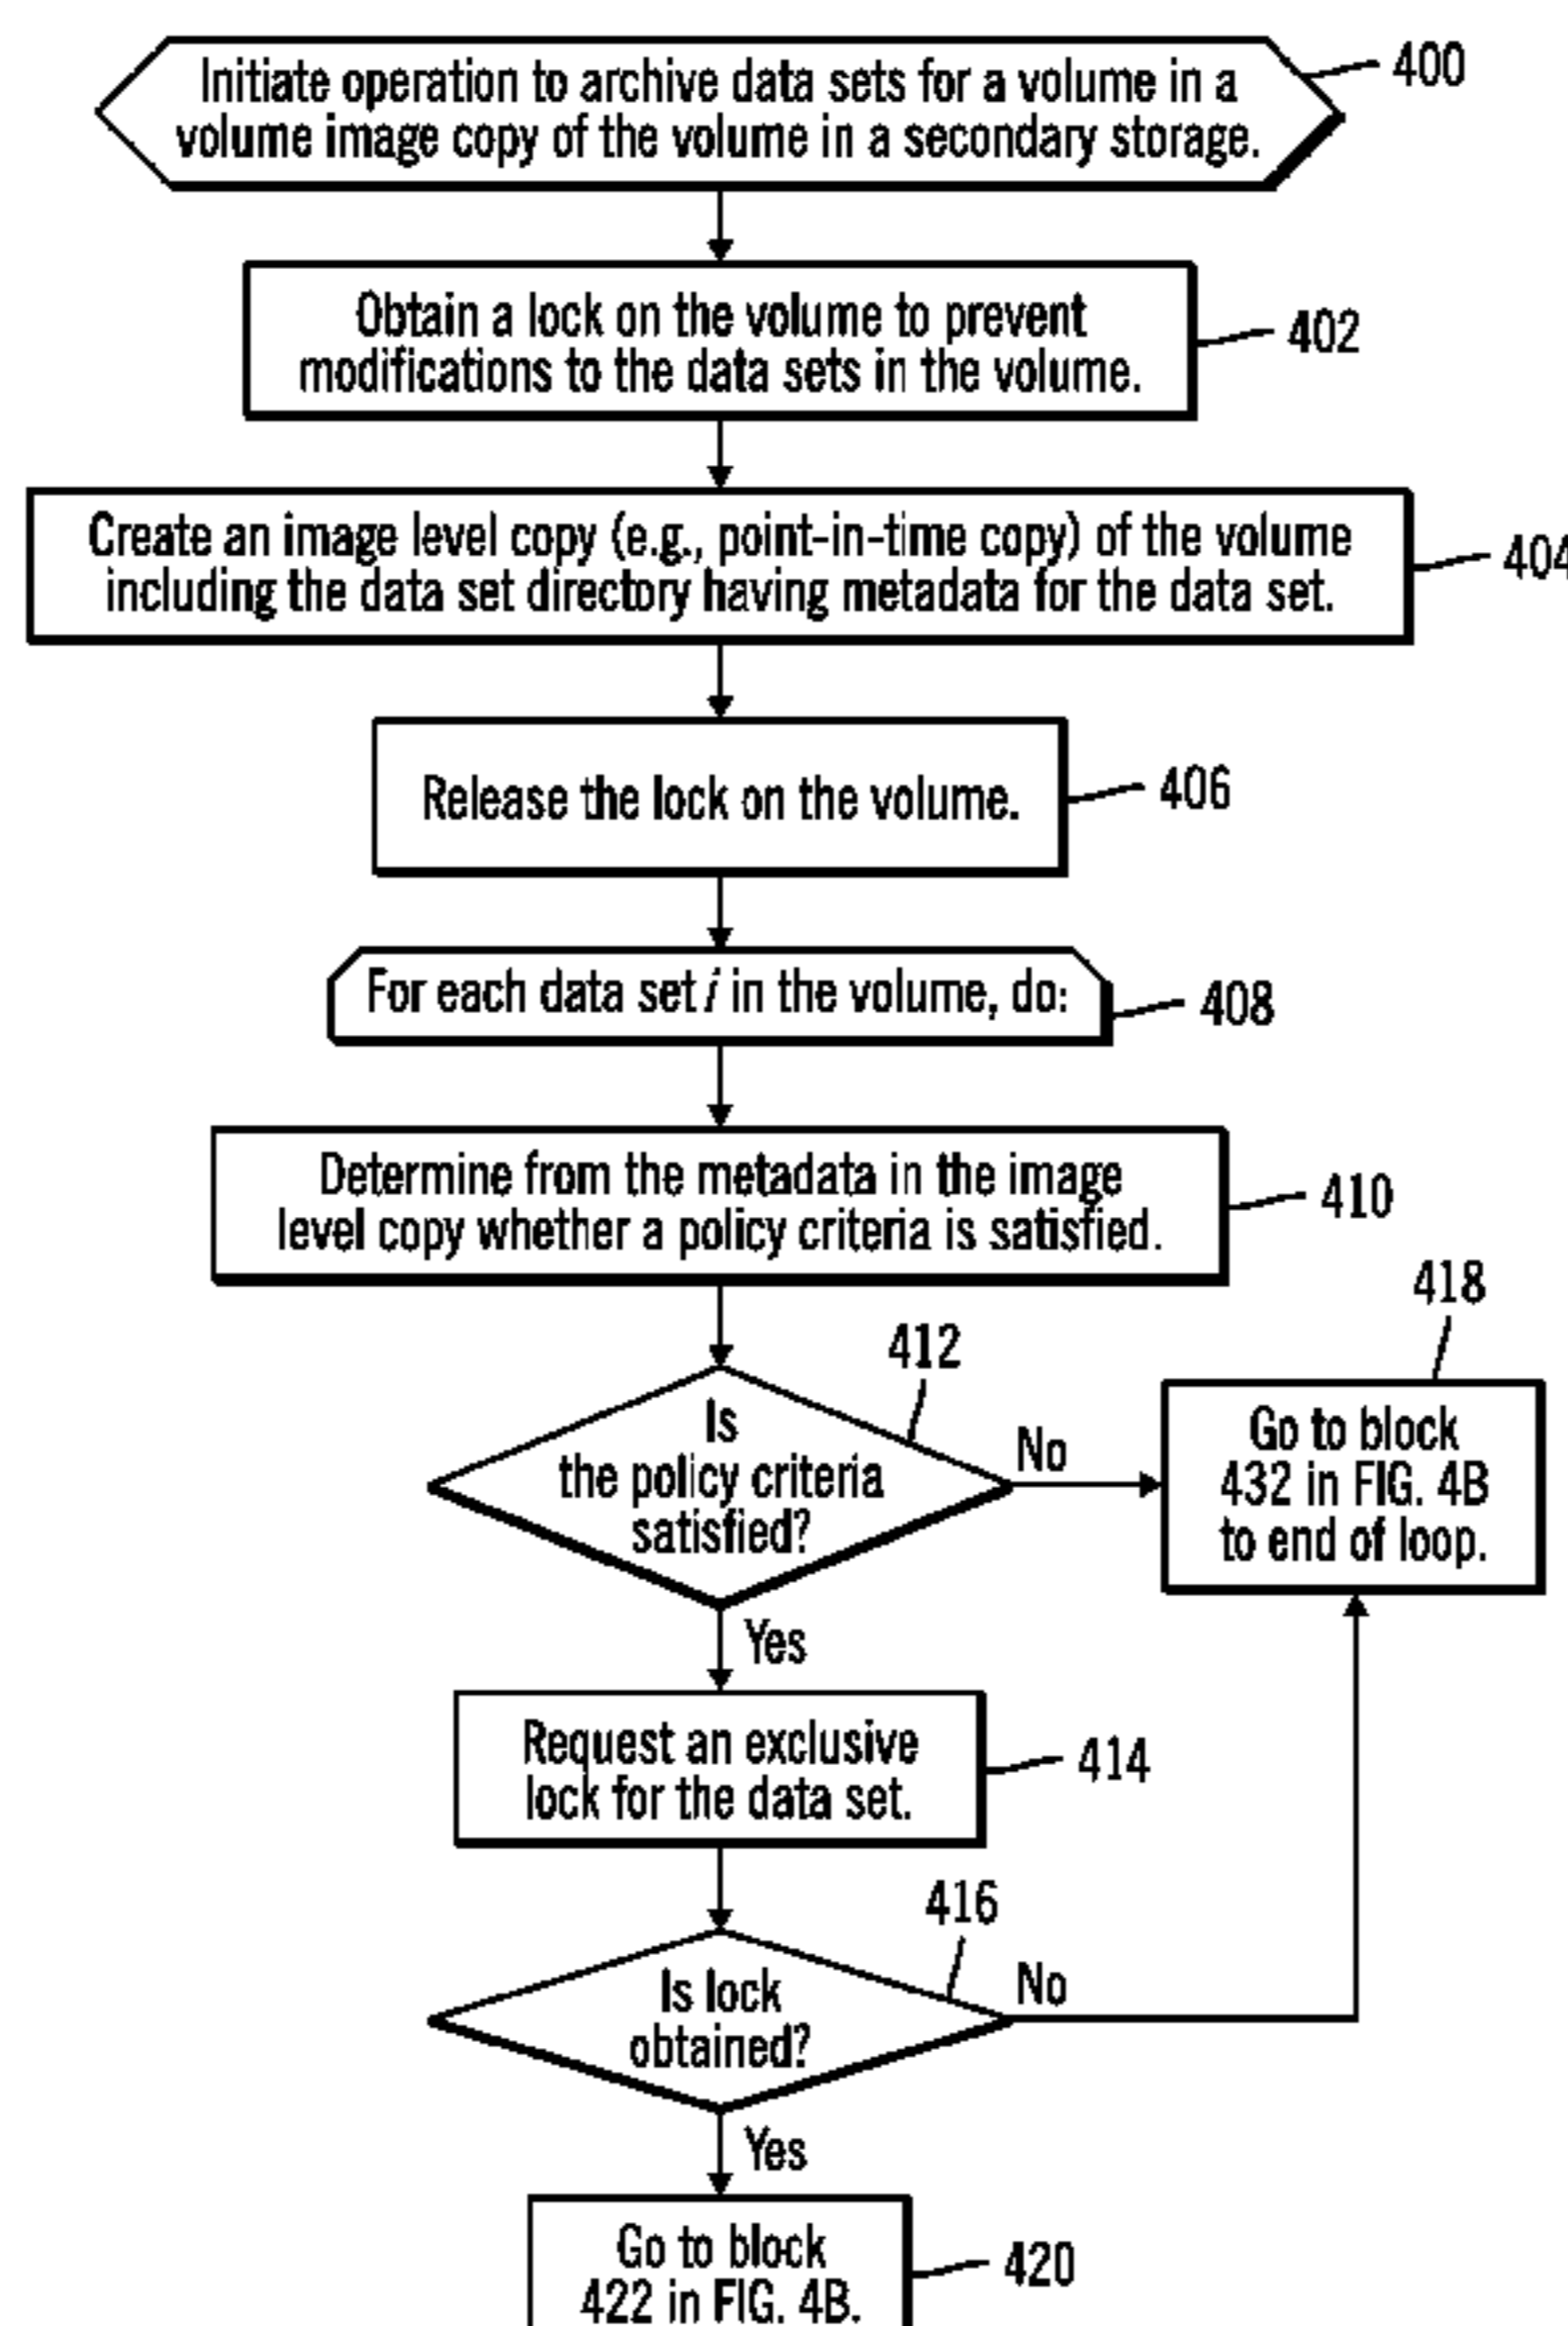 Initiate operation to archive data sets for a volume in a
volume image copy of the volume in a secondary storage.
400
Obtain a lock on the volume to prevent
modifications to the data sets in the volume.
402
Create an image level copy (e.g., point-in-time copy) of the volume
including the data set directory having metadata for the data set.
404
Release the lock on the volume.
406
For each data set i in the volume, do:
408
Determine from the metadata in the image
level copy whether a policy criteria is satisfied.
410
412
Is
the policy criteria
satisfied?
No
418
Go to block
432 in FIG. 4B
to end of loop.
Yes
Request an exclusive
lock for the data set.
414
416
Is lock
obtained?
No
Yes
Go to block
422 in FIG. 4B.
420